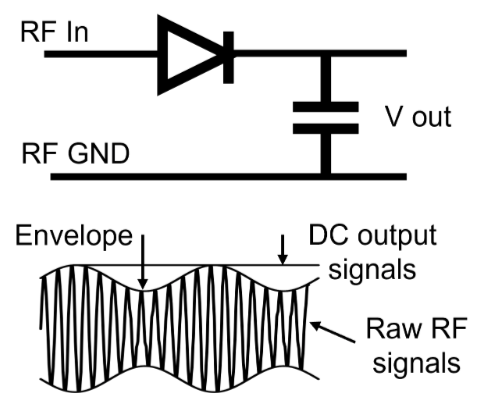 RF In
V out
RF GND
Envelope
DC output
signals
Raw RF
signals